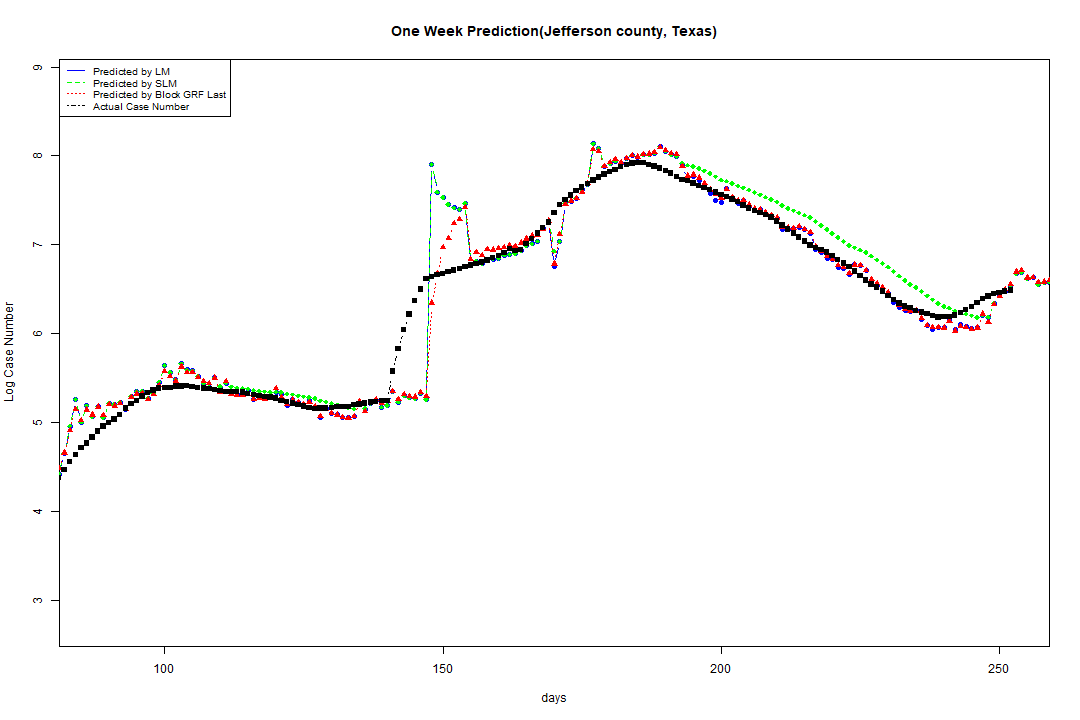 One Week Prediction(Jefferson county, Texas)
Predicted by LM
Predicted by SLM
Predicted by Block GRF Last
Actual Case Number
Log Case Number
9
8
7
6
5
4
3
100
150
200
250
days